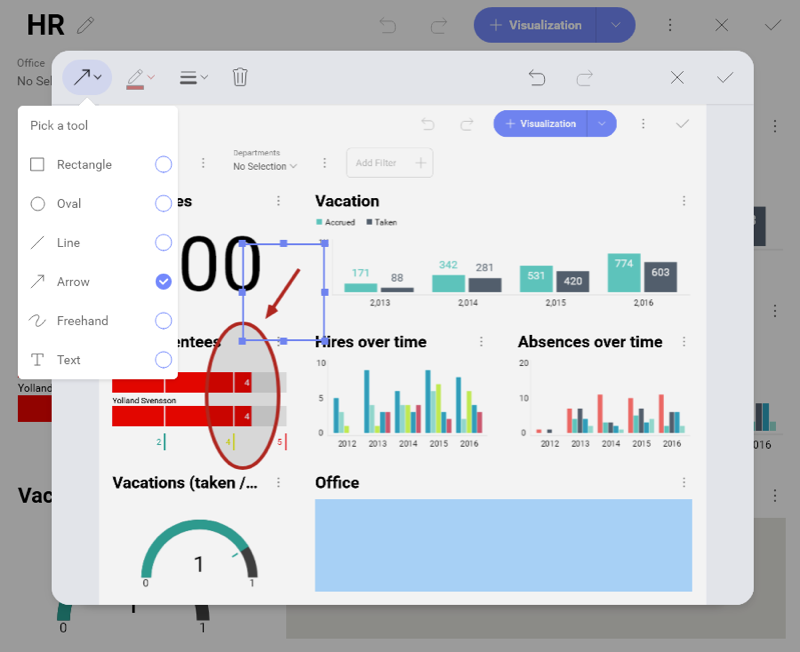 HR
+ Visualization
Office
No Sel
Pick a tool
Rectangle
Oval
Line
Arrow
Freehand
Text
+ Visualization
Departments
No Selection
Add Filter +
es
00
Vacation
Accrued Taken
171 88 342 281 531 420 774 603
2,013 2,014 2,015 2,016
entees
4
Yolland Svensson
4
2 4 5
Hires over time
10
5
0
2012 2013 2014 2015 2016
Absences over time
20
10
0
2012 2013 2014 2015 2016
Vacations (taken /...
1
0 1
Office
Yolland
Vac
0 1
016